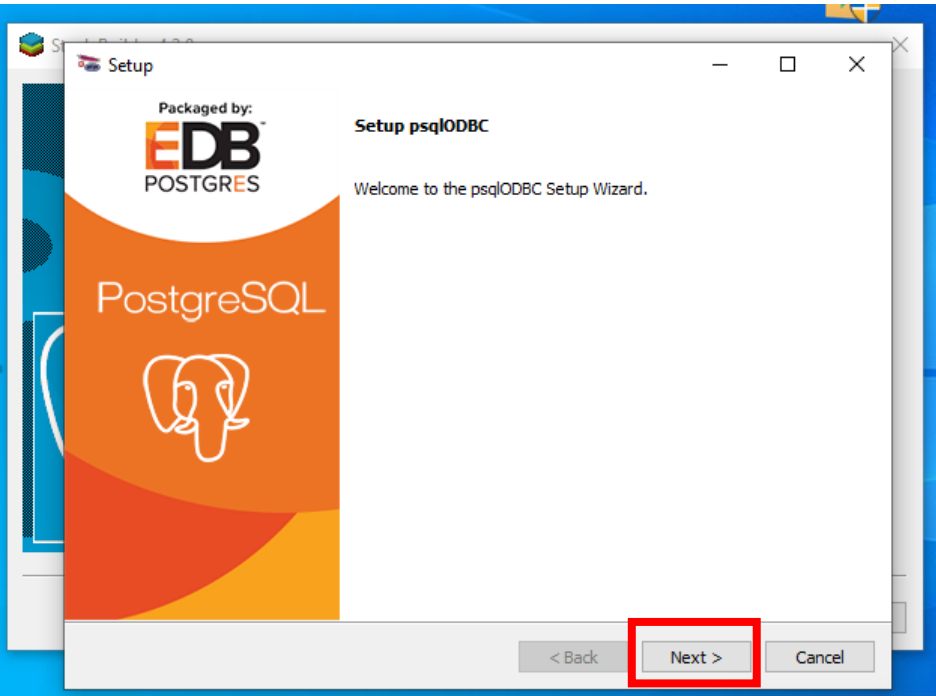 Setup
Packaged by:
EDB
POSTGRES
Setup psqlODBC
Welcome to the psqlODBC Setup Wizard.
PostgreSQL
< Back
Next >
Cancel